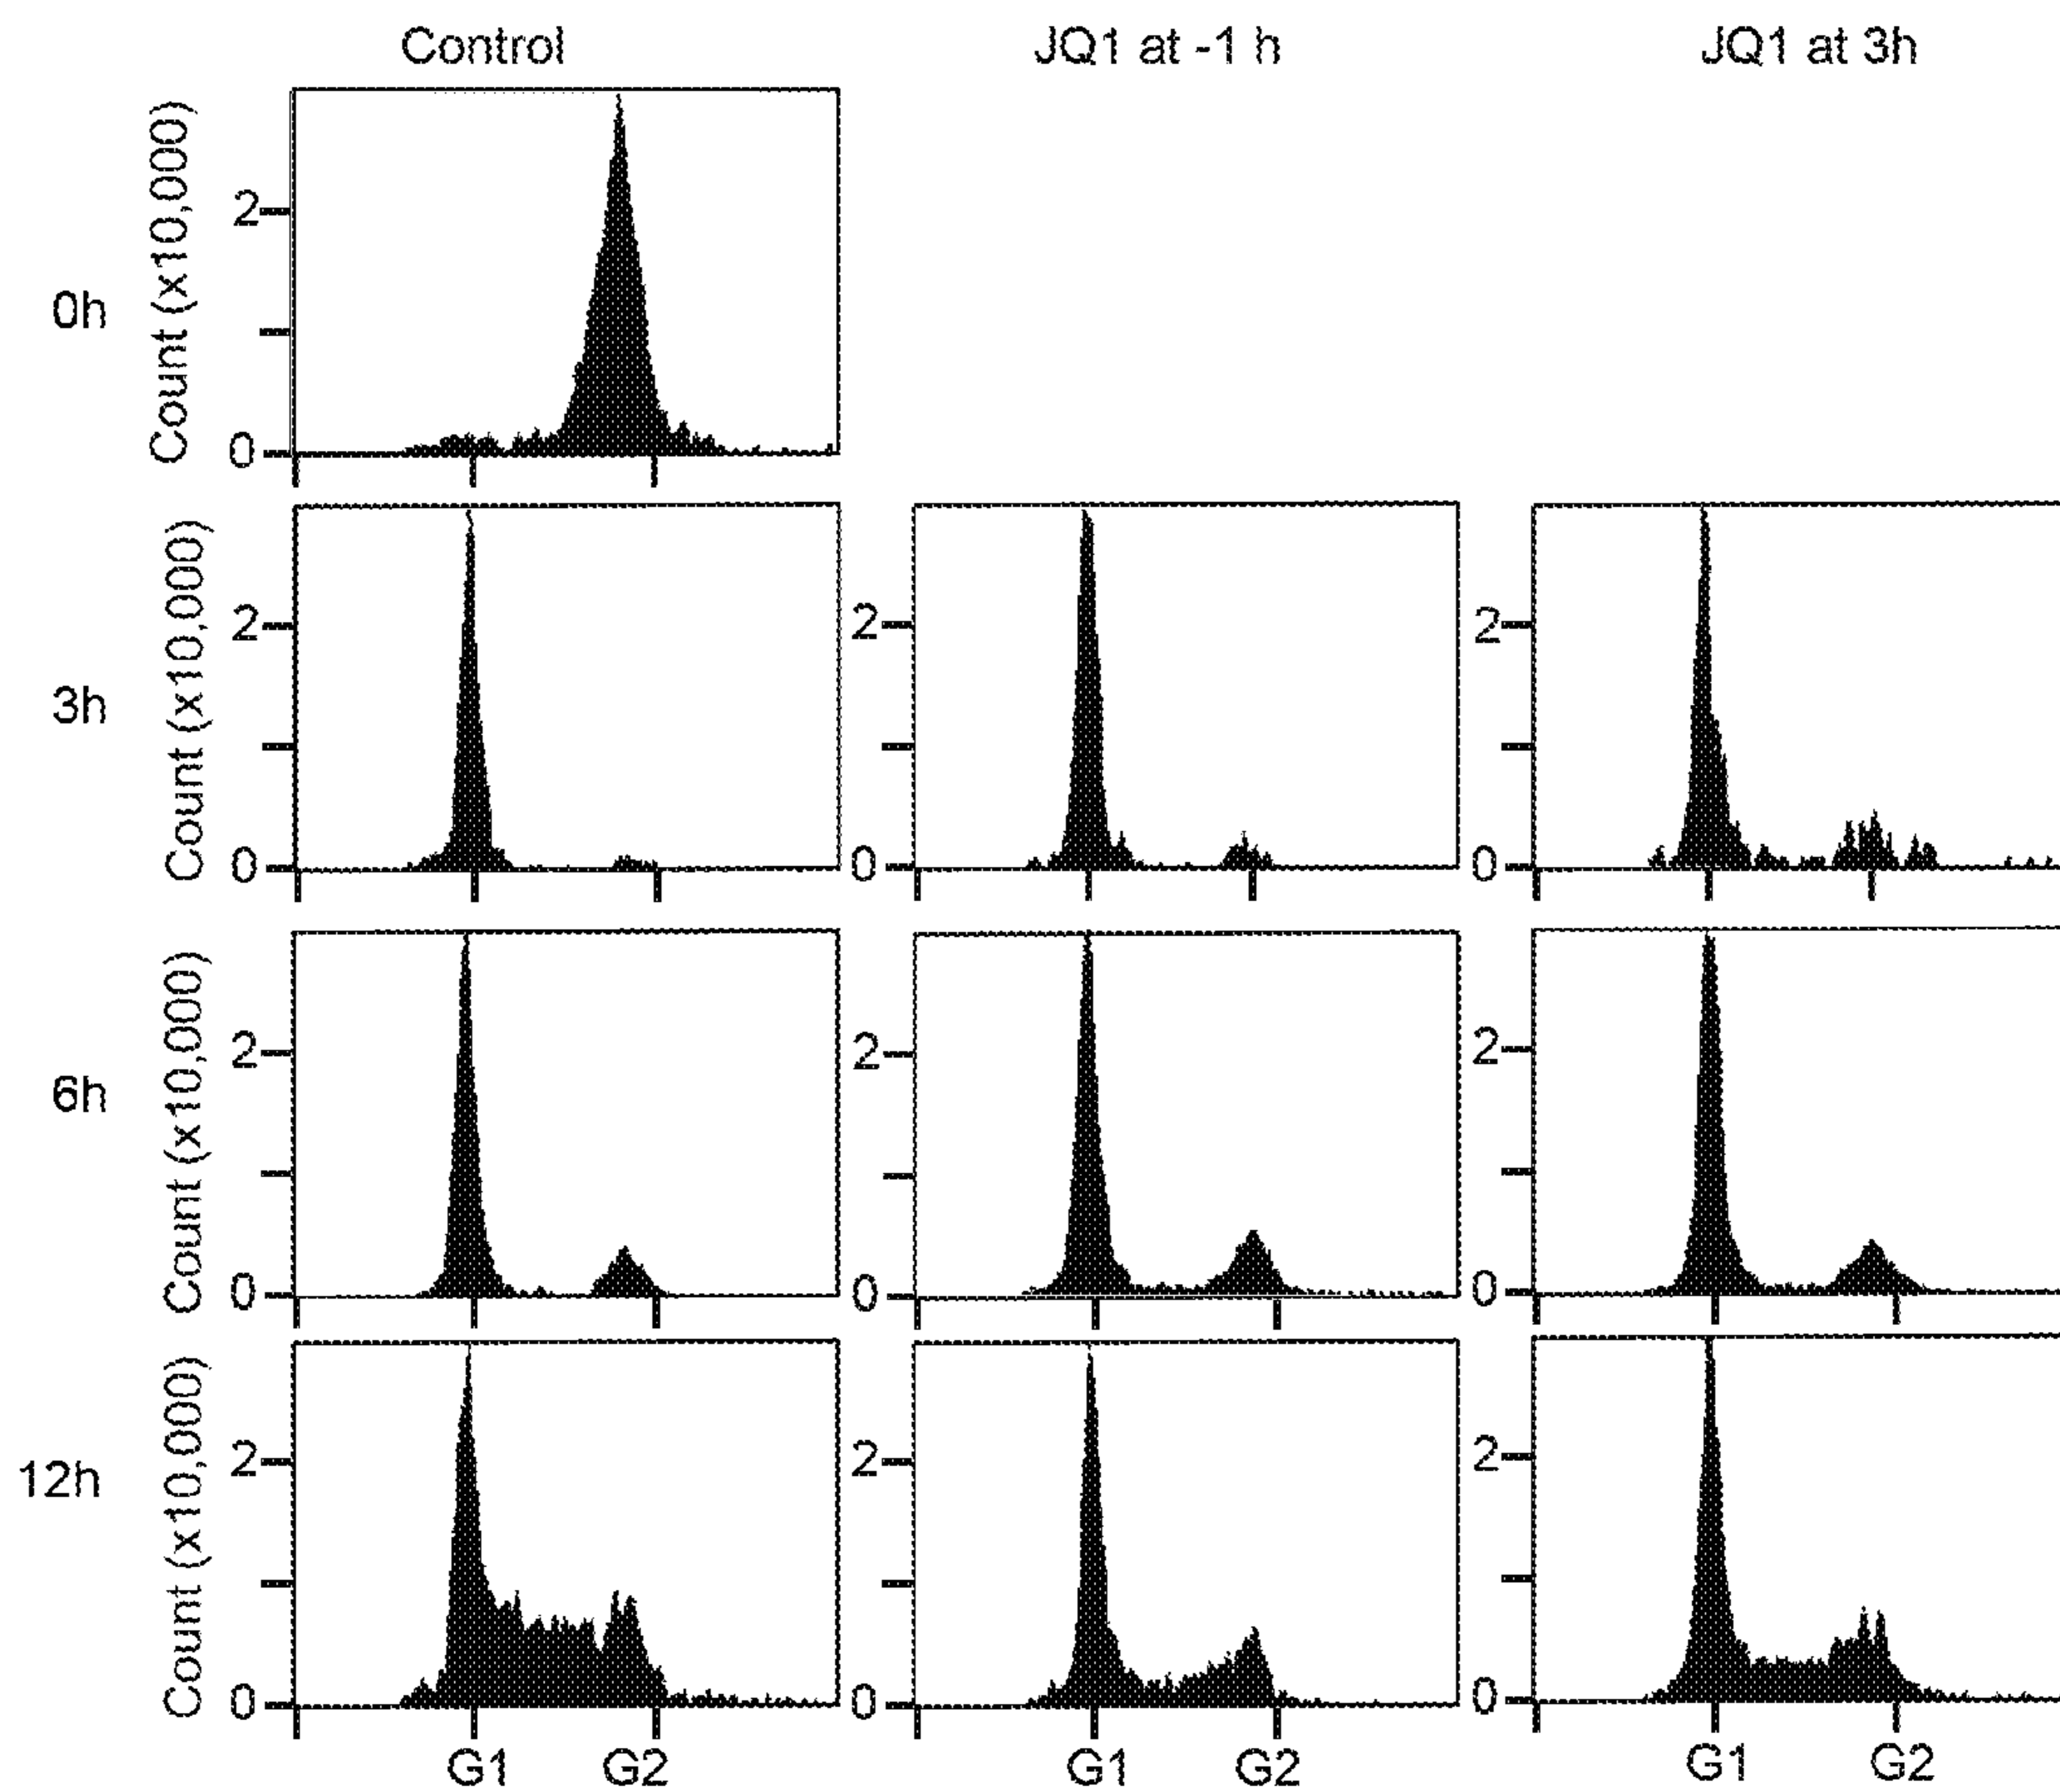 Control JQ1 at -1 h JQ1 at 3h
0h Count (x10,000) 2 0
3h Count (x10,000) 2 0 2 0 2 0
6h Count (x10,000) 2 0 2 0 2 0
12h Count (x10,000) 2 0 2 0 2 0
G1 G2 G1 G2 G1 G2